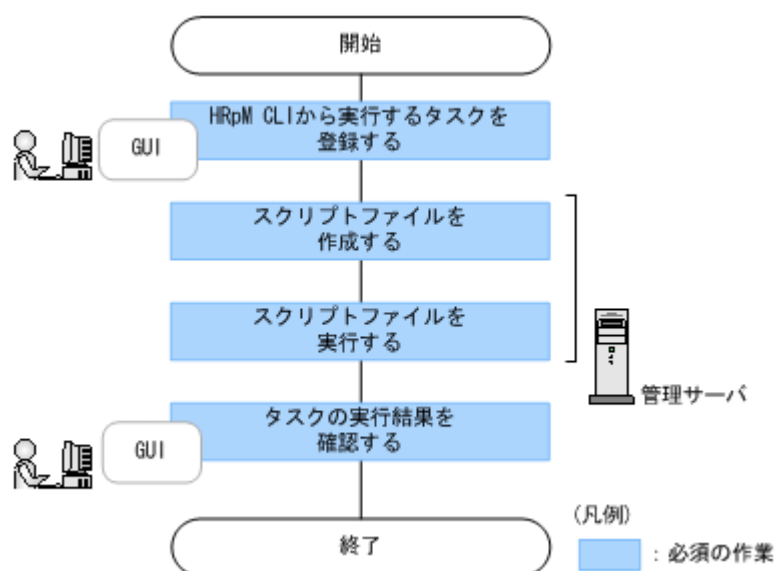 開始
HRpM CLIから実行するタスクを
登録する
GUI
スクリプトファイルを
作成する
スクリプトファイルを
実行する
管理サーバ
タスクの実行結果を
確認する
GUI
終了
(凡例)
：必須の作業